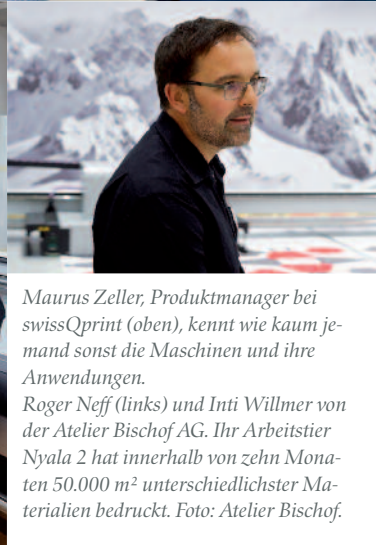 Maurus Zeller, Produktmanager bei
swissQprint (oben), kennt wie kaum je-
mand sonst die Maschinen und ihre
Anwendungen.
Roger Neff (links) und Inti Willmer von
der Atelier Bischof AG. Ihr Arbeitstier
Nyala 2 hat innerhalb von zehn Mona-
ten 50.000 m² unterschiedlichster Ma-
terialien bedruckt. Foto: Atelier Bischof.